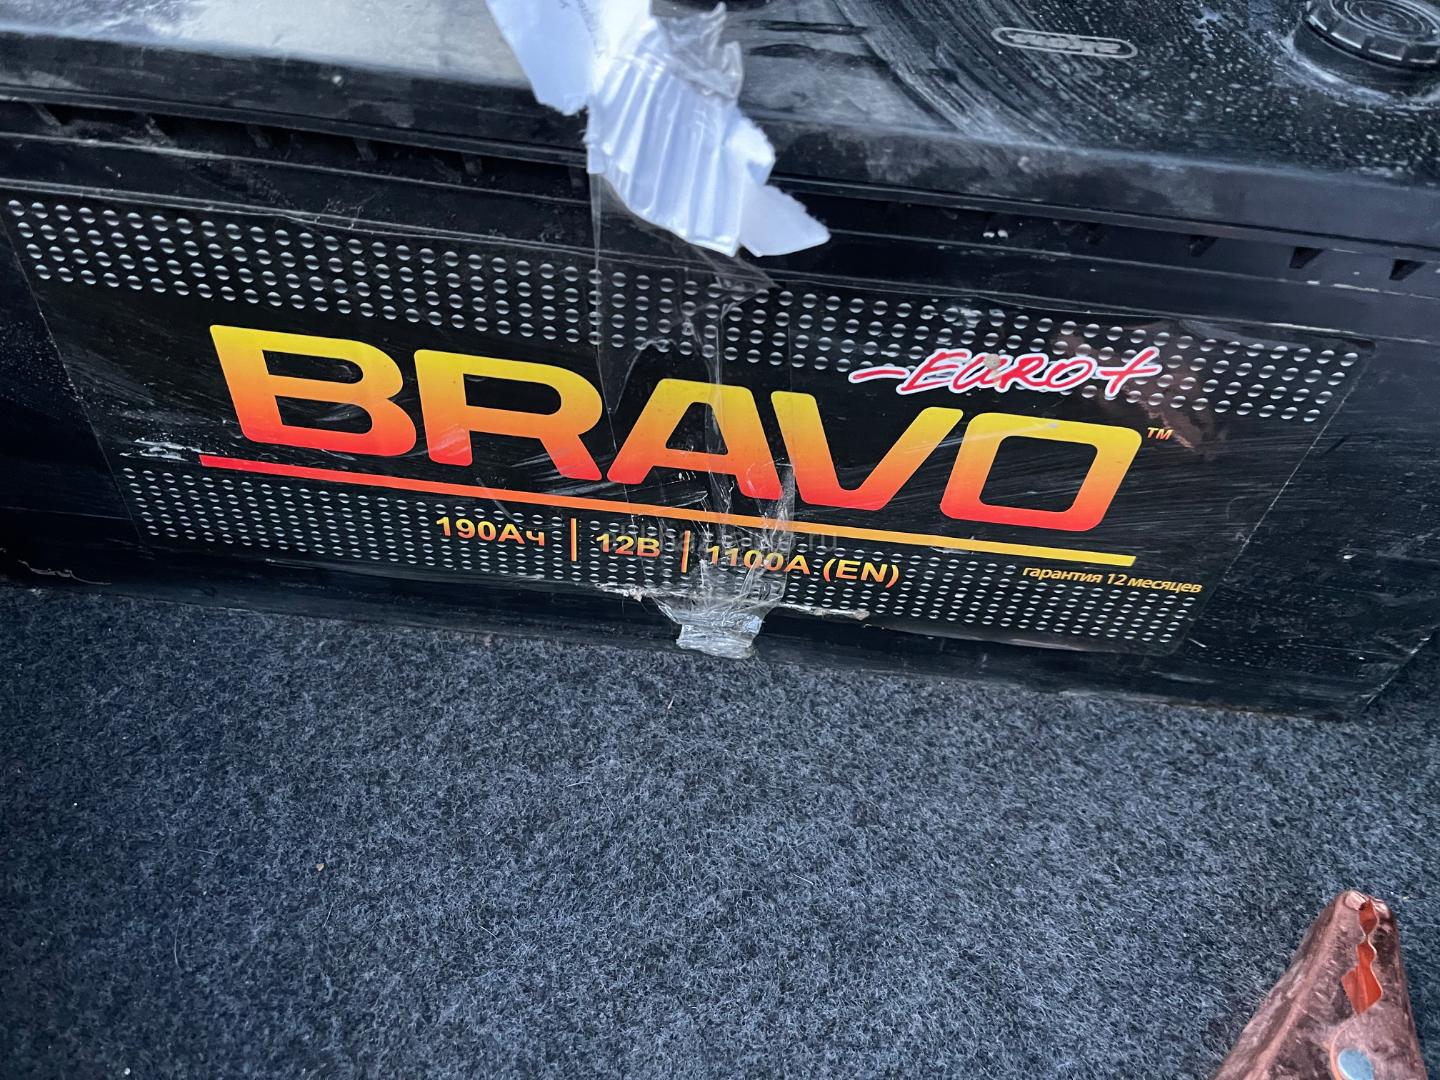 EURO+
BRAVO™
190Ач | 12В | 1100А (EN)
гарантия 12 месяцев